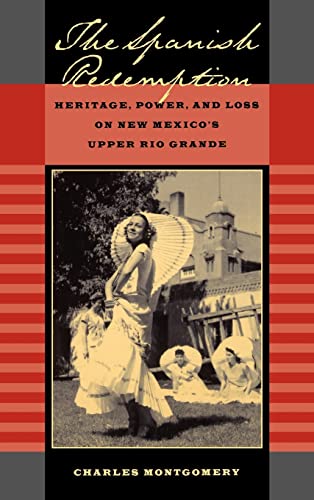 The Spanish
Redemption
HERITAGE, POWER, AND LOSS
ON NEW MEXICO'S
UPPER RIO GRANDE
CHARLES MONTGOMERY